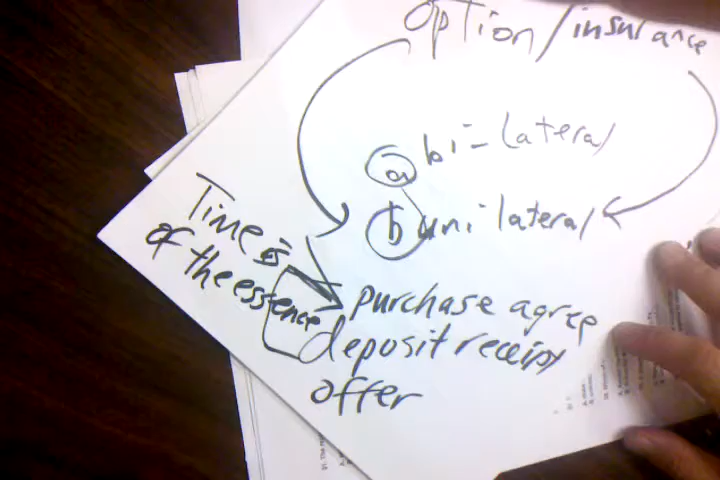 option/insurance
a bi-lateral
b unilateral
Time is
of the essence
purchase agree
deposit receipt
offer